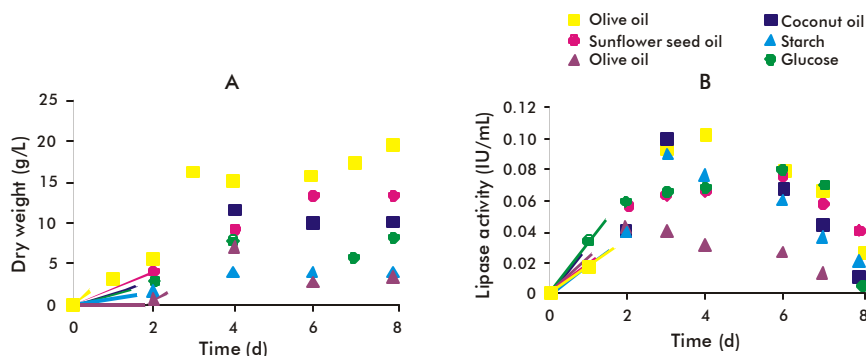 Olive oil
Coconut oil
Sunflower seed oil
Starch
Olive oil
Glucose
A
B
Dry weight (g/L)
25
20
15
10
5
0
0
2
4
6
8
Time (d)
Lipase activity (IU/mL)
0.12
0.10
0.08
0.06
0.04
0.02
0
0
2
4
6
8
Time (d)